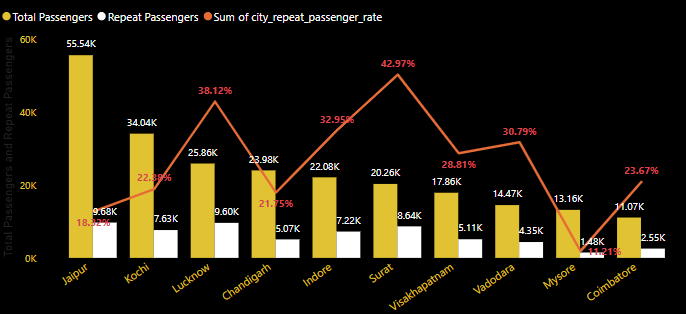 Total Passengers Repeat Passengers Sum of city_repeat_passenger_rate
Total Passengers and Repeat Passengers
60K
40K
20K
0K
55.54K
34.04K
25.86K
23.98K
22.08K
20.26K
17.86K
14.47K
13.16K
11.07K
9.68K
7.63K
9.60K
5.07K
7.22K
8.64K
5.11K
4.35K
1.48K
2.55K
18.32%
22.38%
38.12%
21.75%
32.95%
42.97%
28.81%
30.79%
11.21%
23.67%
Jaipur
Kochi
Lucknow
Chandigarh
Indore
Surat
Visakhapatnam
Vadodara
Mysore
Coimbatore